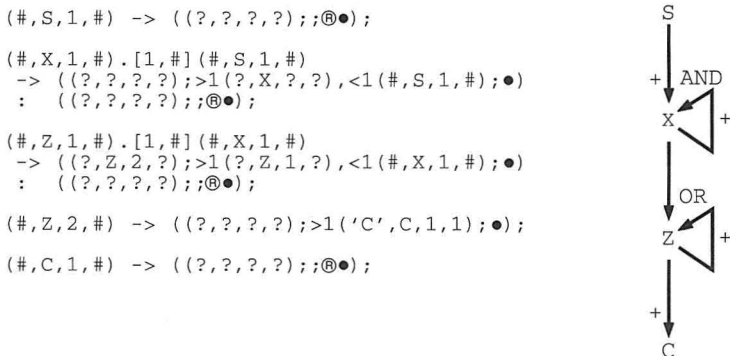 (#,S,1,#) -> ((?,?,?,?);;®●);
(#,X,1,#).[1,#](#,S,1,#)
-> ((?,?,?,?);>1(?,X,?,?),<1(#,S,1,#);●)
: ((?,?,?,?);;®●);
(#,Z,1,#).[1,#](#,X,1,#)
-> ((?,Z,2,?);>1(?,Z,1,?),<1(#,X,1,#);●)
: ((?,?,?,?);;®●);
(#,Z,2,#) -> ((?,?,?,?);>1('C',C,1,1);●);
(#,C,1,#) -> ((?,?,?,?);;®●);
S
+ AND
X +
OR
Z +
+
C